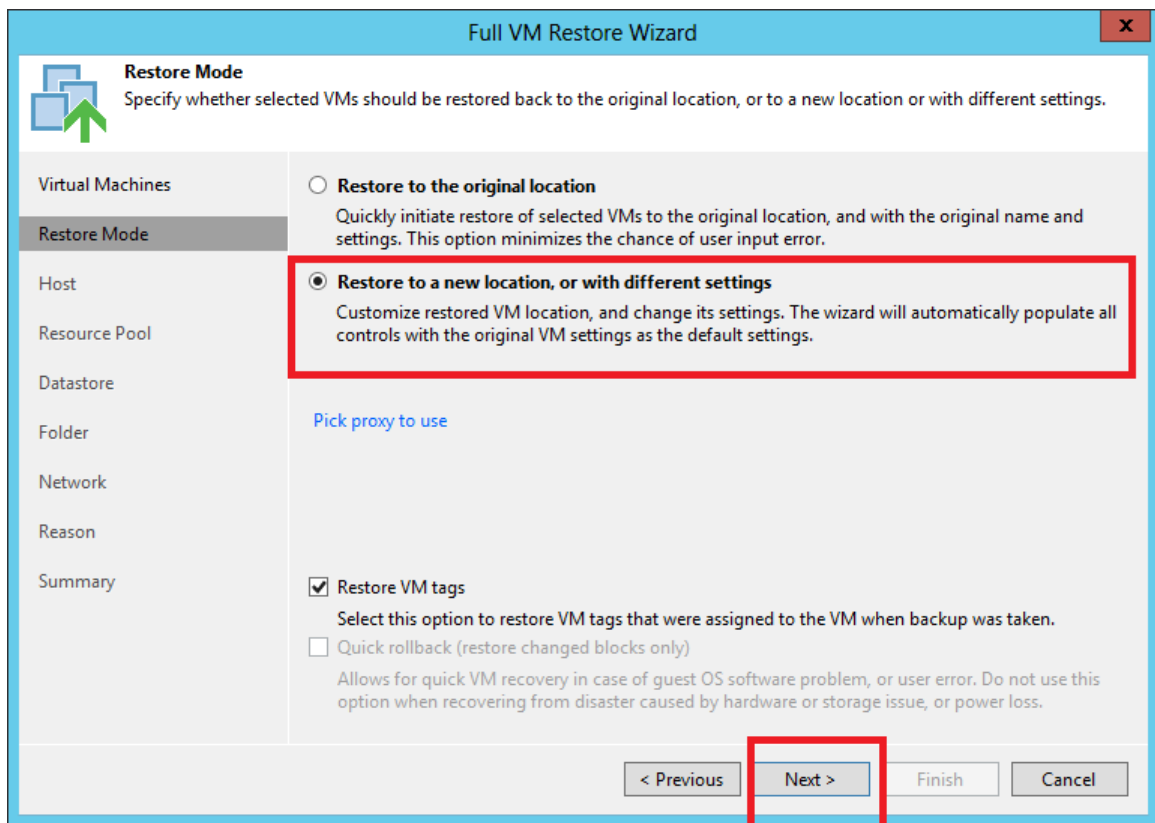 Full VM Restore Wizard
x
Restore Mode
Specify whether selected VMs should be restored back to the original location, or to a new location or with different settings.
Virtual Machines
Restore Mode
Host
Resource Pool
Datastore
Folder
Network
Reason
Summary
Restore to the original location
Quickly initiate restore of selected VMs to the original location, and with the original name and
settings. This option minimizes the chance of user input error.
Restore to a new location, or with different settings
Customize restored VM location, and change its settings. The wizard will automatically populate all
controls with the original VM settings as the default settings.
Pick proxy to use
Restore VM tags
Select this option to restore VM tags that were assigned to the VM when backup was taken.
Quick rollback (restore changed blocks only)
Allows for quick VM recovery in case of guest OS software problem, or user error. Do not use this
option when recovering from disaster caused by hardware or storage issue, or power loss.
< Previous
Next >
Finish
Cancel